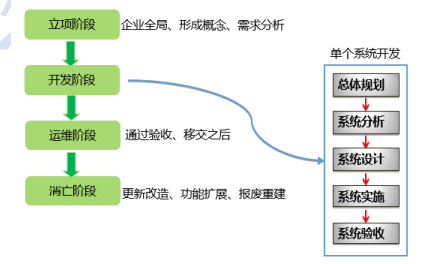 立项阶段
企业全局、形成概念、需求分析
开发阶段
运维阶段
通过验收、移交之后
消亡阶段
更新改造、功能扩展、报废重建
单个系统开发
总体规划
系统分析
系统设计
系统实施
系统验收